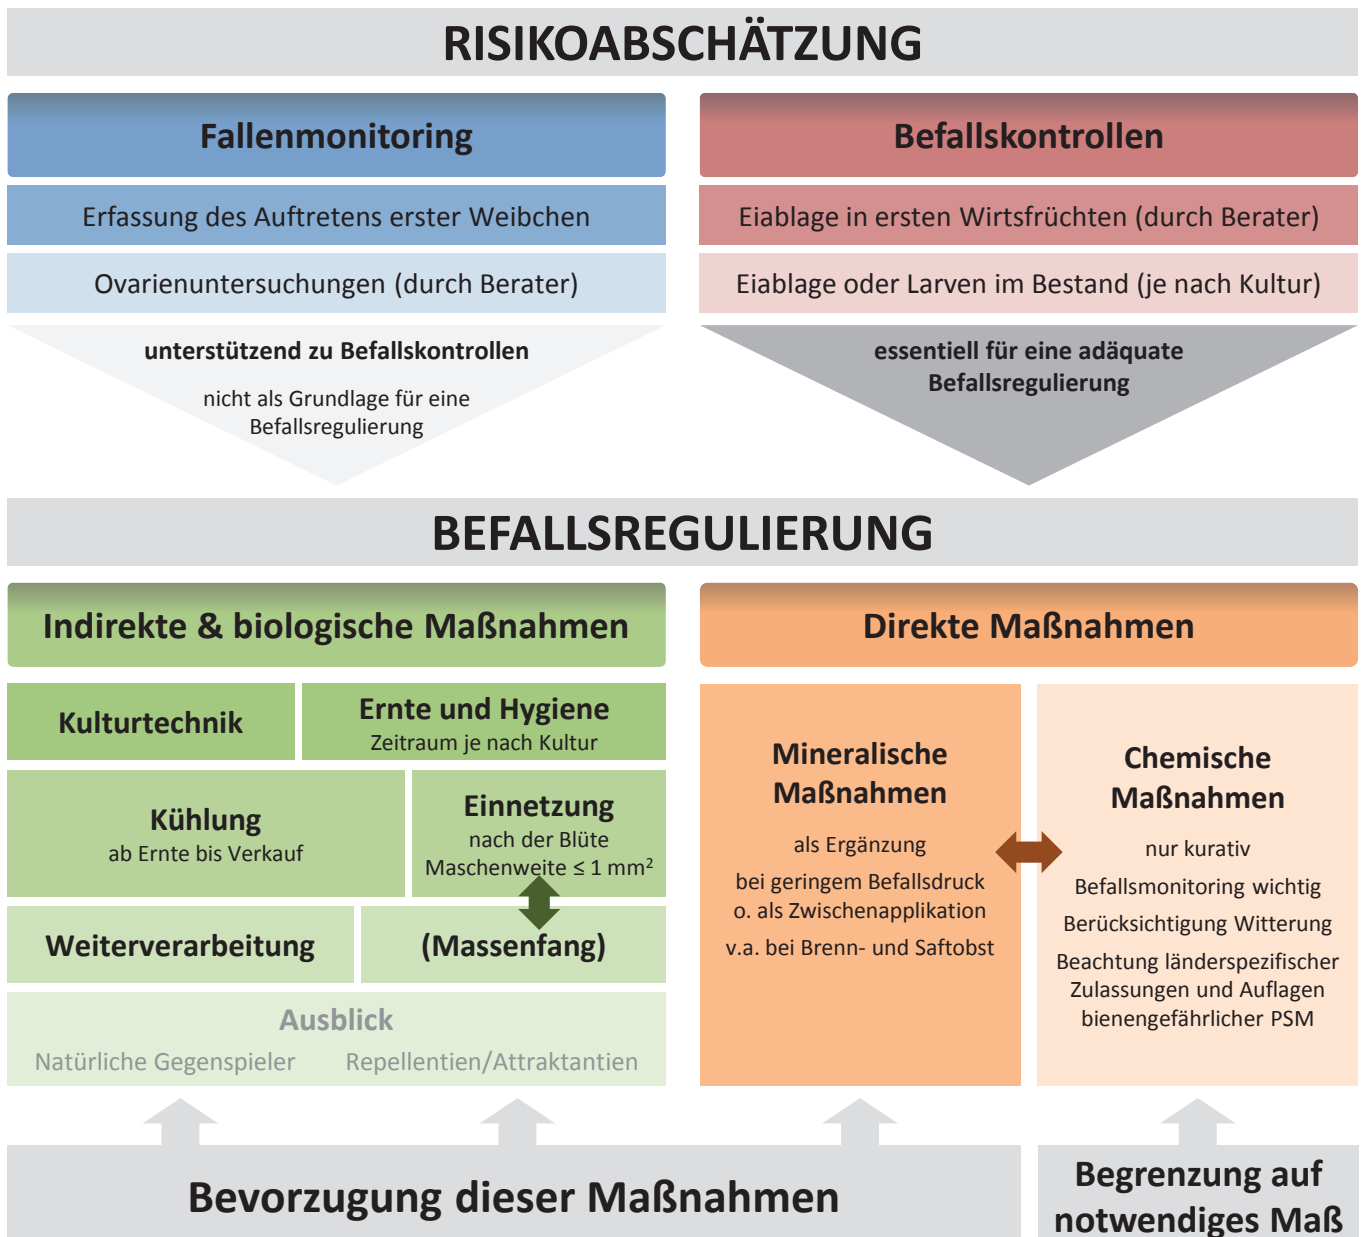 RISIKOABSCHÄTZUNG
Fallenmonitoring
Erfassung des Auftretens erster Weibchen
Ovarienuntersuchungen (durch Berater)
unterstützend zu Befallskontrollen
nicht als Grundlage für eine
Befallsregulierung
Befallskontrollen
Eiablage in ersten Wirtsfrüchten (durch Berater)
Eiablage oder Larven im Bestand (je nach Kultur)
essentiell für eine adäquate
Befallsregulierung
BEFALLSREGULIERUNG
Indirekte & biologische Maßnahmen
Kulturtechnik
Ernte und Hygiene
Zeitraum je nach Kultur
Kühlung
ab Ernte bis Verkauf
Einnetzung
nach der Blüte
Maschenweite ≤ 1 mm²
Weiterverarbeitung
(Massenfang)
Ausblick
Natürliche Gegenspieler
Repellentien/Attraktantien
Direkte Maßnahmen
Mineralische
Maßnahmen
als Ergänzung
bei geringem Befallsdruck
o. als Zwischenapplikation
v.a. bei Brenn- und Saftobst
Chemische
Maßnahmen
nur kurativ
Befallsmonitoring wichtig
Berücksichtigung Witterung
Beachtung länderspezifischer
Zulassungen und Auflagen
bienengefährlicher PSM
Bevorzugung dieser Maßnahmen
Begrenzung auf
notwendiges Maß